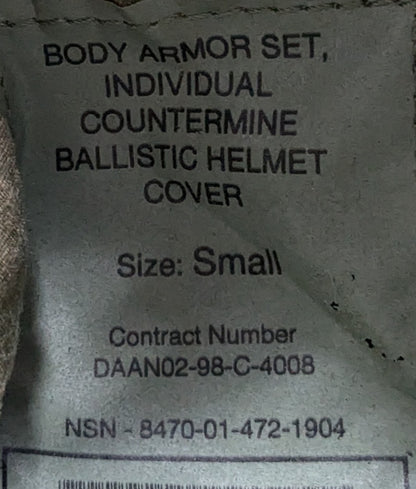 BODY ARMOR SET,
INDIVIDUAL
COUNTERMINE
BALLISTIC HELMET
COVER
Size: Small
Contract Number
DAAN02-98-C-4008
NSN - 8470-01-472-1904